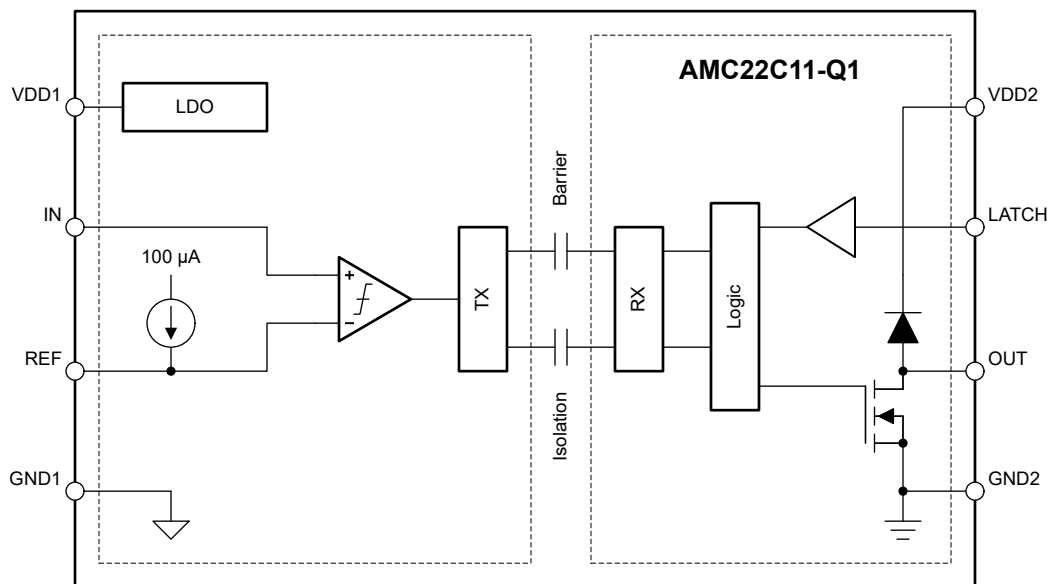 AMC22C11-Q1
VDD1
LDO
VDD2
IN
Barrier
LATCH
100 µA
+
−
TX
RX
Logic
REF
OUT
Isolation
GND1
GND2